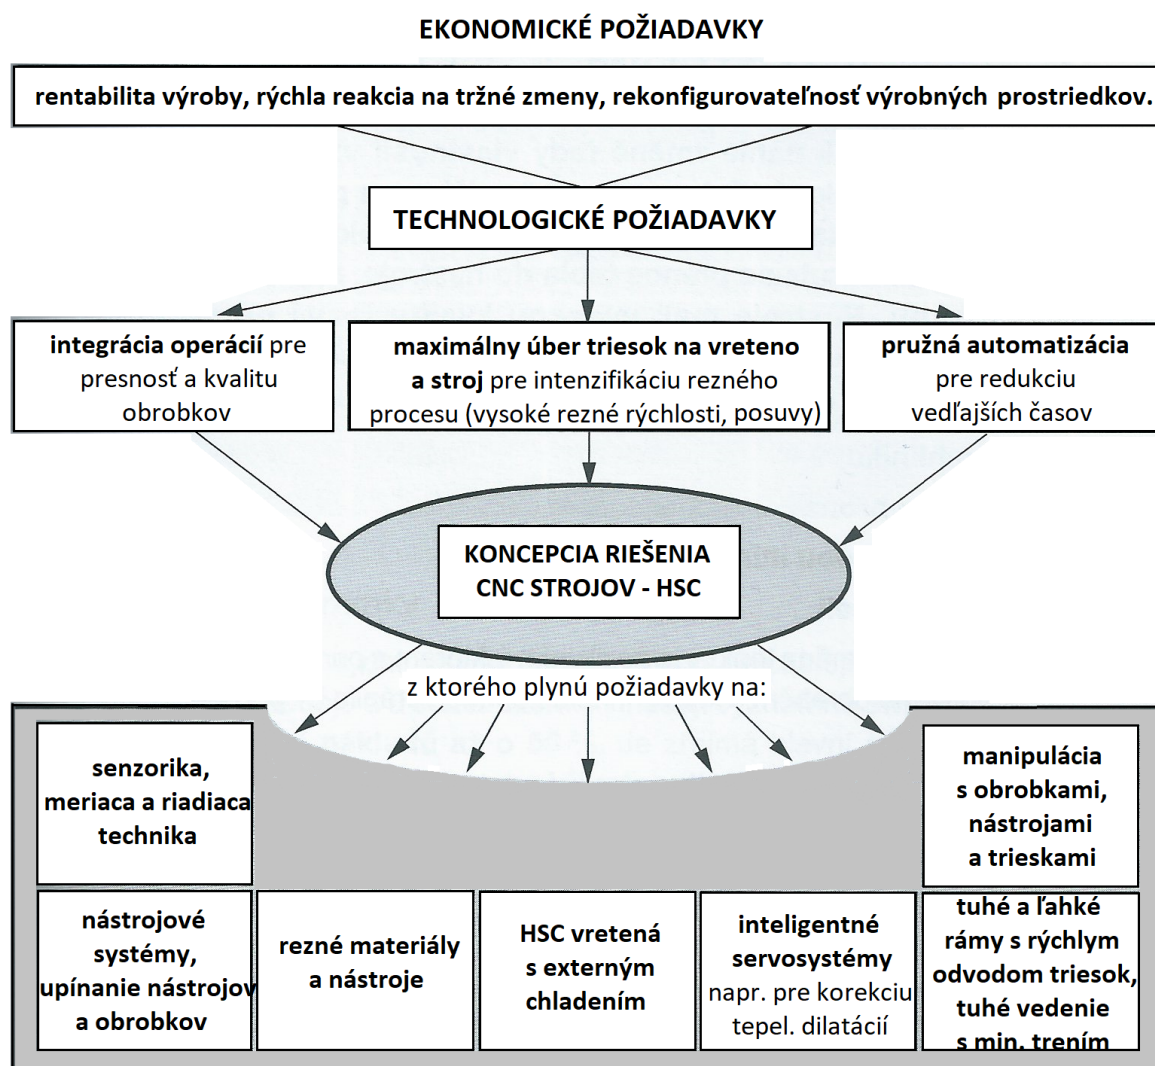 EKONOMICKÉ POŽIADAVKY
rentabilita výroby, rýchla reakcia na tržné zmeny, rekonfigurovateľnosť výrobných prostriedkov.
TECHNOLOGICKÉ POŽIADAVKY
integrácia operácií pre
presnosť a kvalitu
obrobkov
maximálny úber triesok na vreteno
a stroj pre intenzifikáciu rezného
procesu (vysoké rezné rýchlosti, posuvy)
pružná automatizácia
pre redukciu
vedľajších časov
KONCEPCIA RIEŠENIA
CNC STROJOV - HSC
z ktorého plynú požiadavky na:
senzorika,
meriaca a riadiaca
technika
manipulácia
s obrobkami,
nástrojami
a trieskami
nástrojové
systémy,
upínanie nástrojov
a obrobkov
rezné materiály
a nástroje
HSC vretená
s externým
chladením
inteligentné
servosystémy
napr. pre korekciu
tepel. dilatácií
tuhé a ľahké
rámy s rýchlym
odvodom triesok,
tuhé vedenie
s min. trením